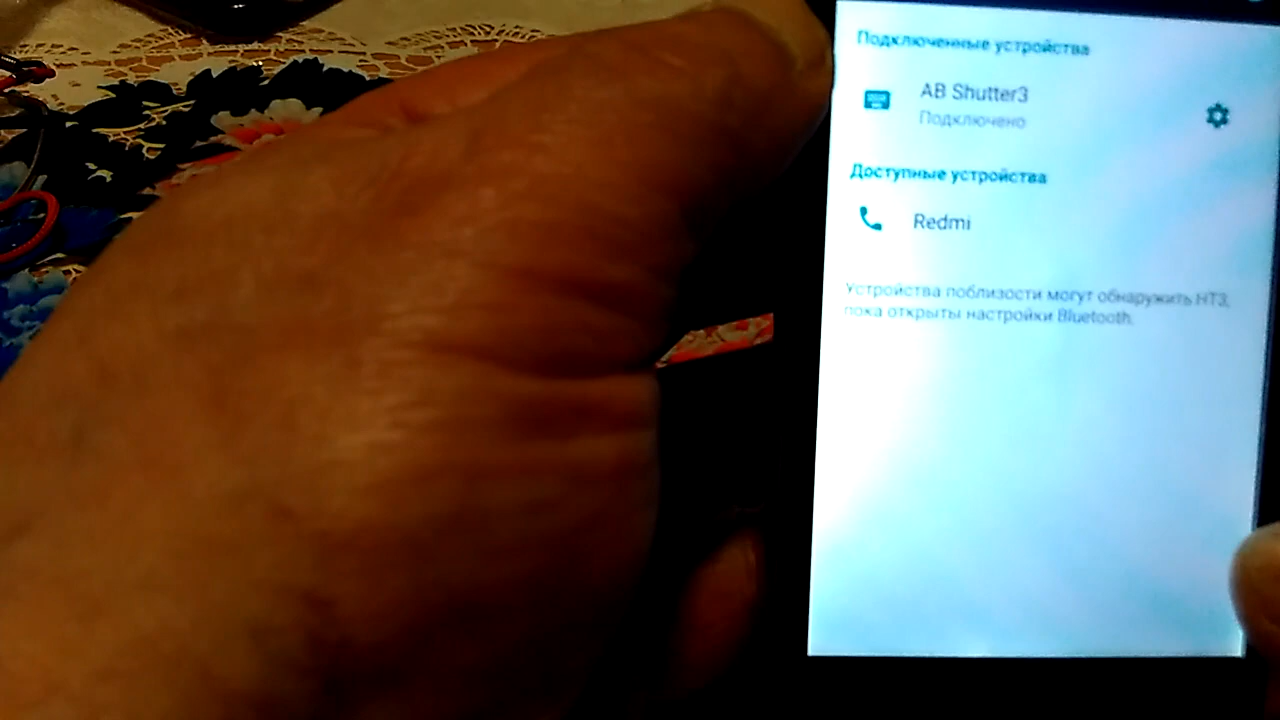 Подключенные устройства
AB Shutter3
Подключено
Доступные устройства
Redmi
Устройства поблизости могут обнаружить HT3,
пока открыты настройки Bluetooth.